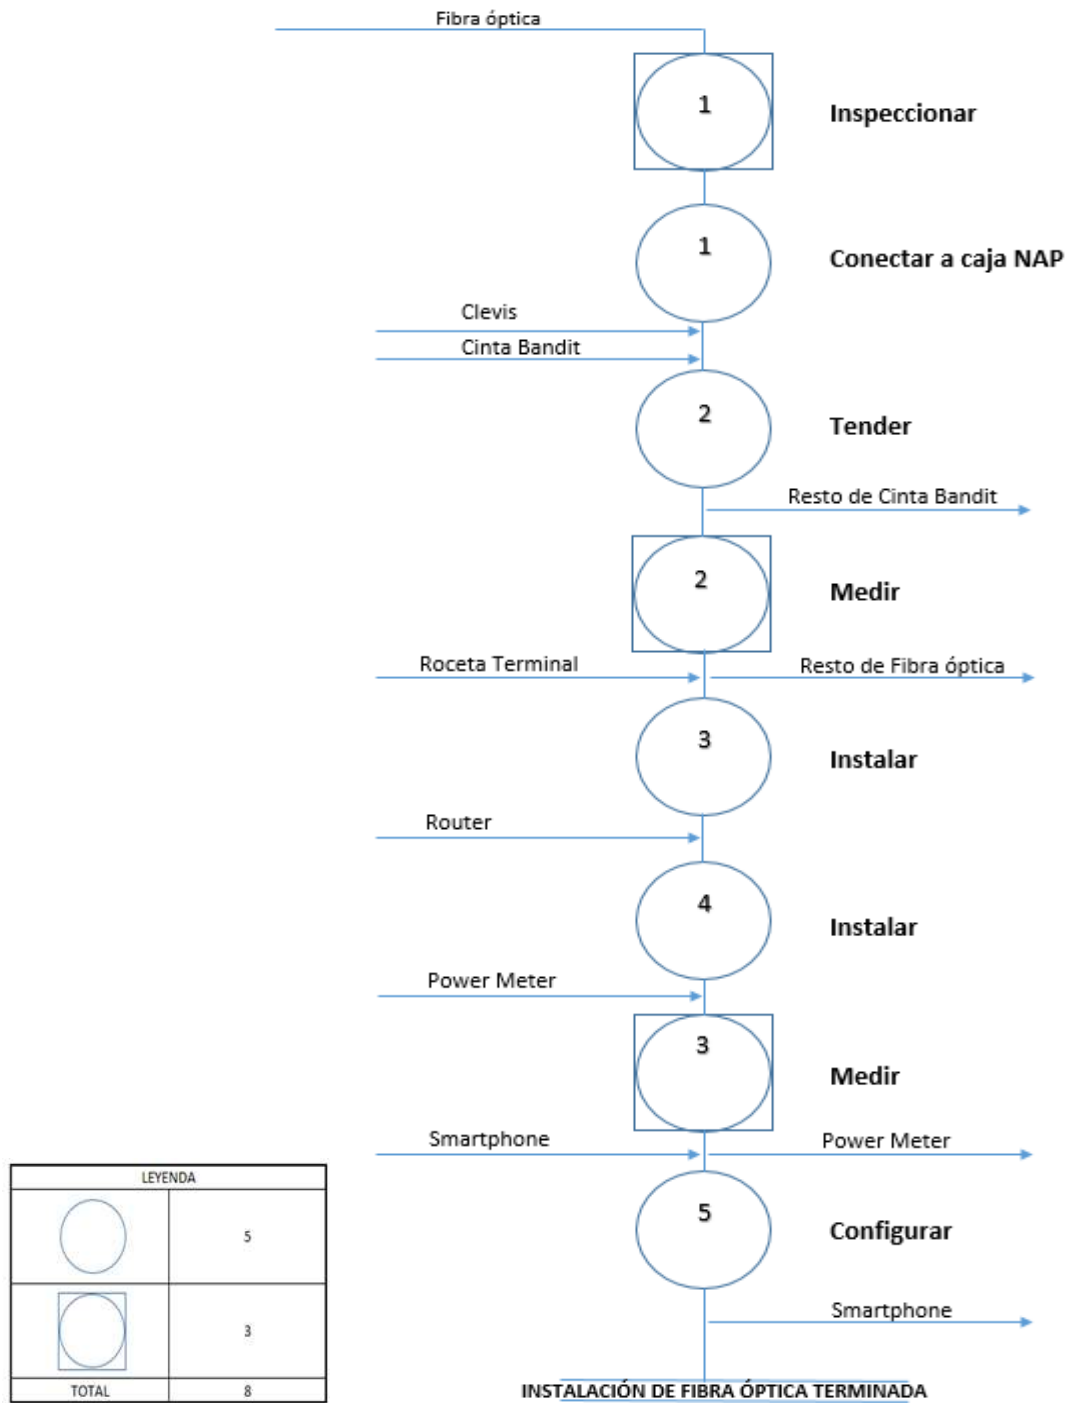 Fibra óptica
1
Inspeccionar
1
Conectar a caja NAP
Clevis
Cinta Bandit
2
Tender
Resto de Cinta Bandit
2
Medir
Roceta Terminal
Resto de Fibra óptica
3
Instalar
Router
4
Instalar
Power Meter
3
Medir
Smartphone
Power Meter
5
Configurar
Smartphone
INSTALACIÓN DE FIBRA ÓPTICA TERMINADA
LEYENDA
5
3
TOTAL 8